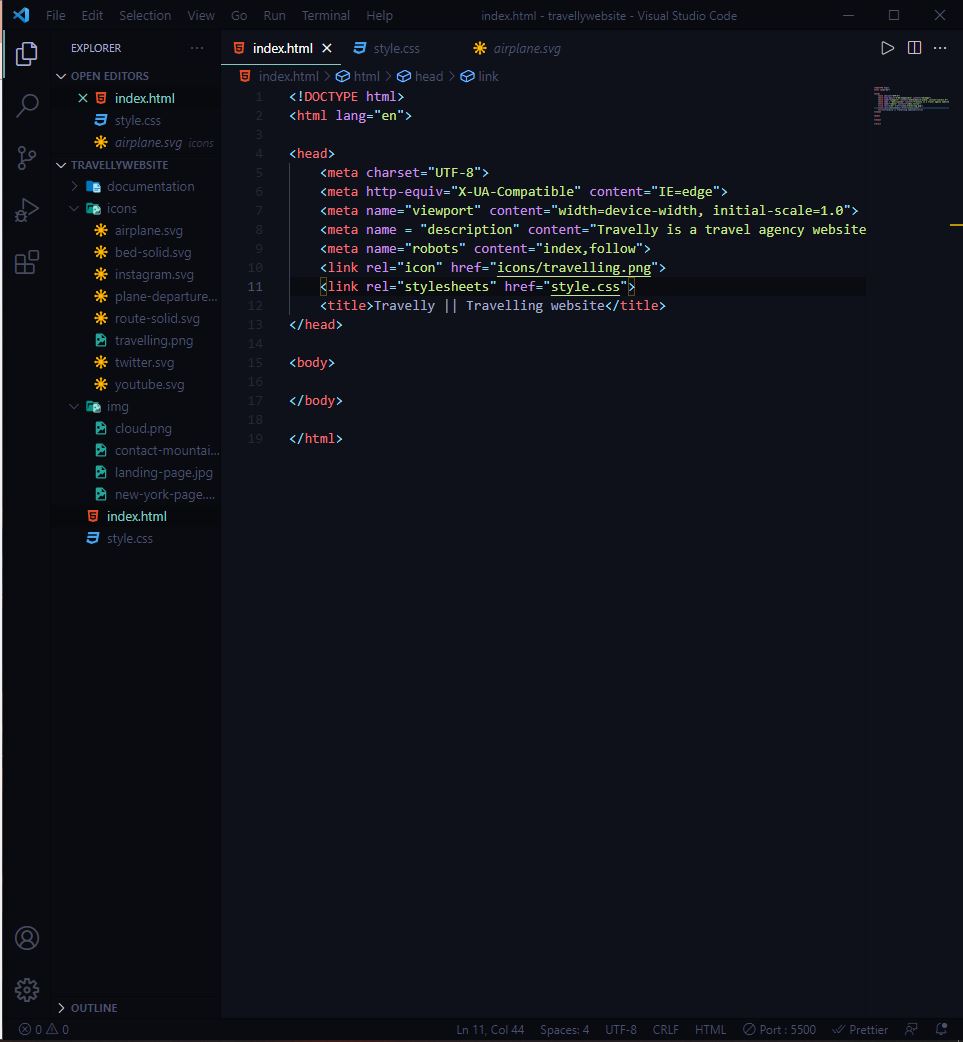 File Edit Selection View Go Run Terminal Help index.html - travellywebsite - Visual Studio Code
EXPLORER
OPEN EDITORS
index.html
style.css
airplane.svg icons
TRAVELLYWEBSITE
documentation
icons
airplane.svg
bed-solid.svg
instagram.svg
plane-departure...
route-solid.svg
travelling.png
twitter.svg
youtube.svg
img
cloud.png
contact-mountai...
landing-page.jpg
new-york-page....
index.html
style.css
OUTLINE
index.html style.css airplane.svg
index.html > html > head > link
1 <!DOCTYPE html>
2 <html lang="en">
3
4 <head>
5 <meta charset="UTF-8">
6 <meta http-equiv="X-UA-Compatible" content="IE=edge">
7 <meta name="viewport" content="width=device-width, initial-scale=1.0">
8 <meta name = "description" content="Travelly is a travel agency website
9 <meta name="robots" content="index,follow">
10 <link rel="icon" href="icons/travelling.png">
11 <link rel="stylesheets" href="style.css">
12 <title>Travelly || Travelling website</title>
13 </head>
14
15 <body>
16
17 </body>
18
19 </html>
0 0 Ln 11, Col 44 Spaces: 4 UTF-8 CRLF HTML Port : 5500 Prettier